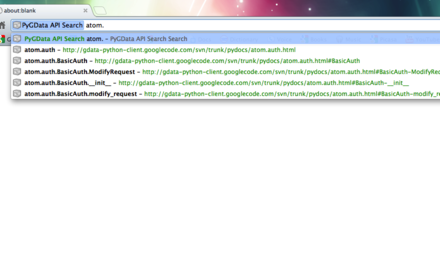 about:blank
PyGData API Search atom.
PyGData API Search atom. – PyGData API Search Search
atom.auth – http://gdata-python-client.googlecode.com/svn/trunk/pydocs/atom.auth.html
atom.auth.BasicAuth – http://gdata-python-client.googlecode.com/svn/trunk/pydocs/atom.auth.html#BasicAuth
atom.auth.BasicAuth.ModifyRequest – http://gdata-python-client.googlecode.com/svn/trunk/pydocs/atom.auth.html#BasicAuth-ModifyReq
atom.auth.BasicAuth.__init__ – http://gdata-python-client.googlecode.com/svn/trunk/pydocs/atom.auth.html#BasicAuth-__init__
atom.auth.BasicAuth.modify_request – http://gdata-python-client.googlecode.com/svn/trunk/pydocs/atom.auth.html#BasicAuth-modify_req